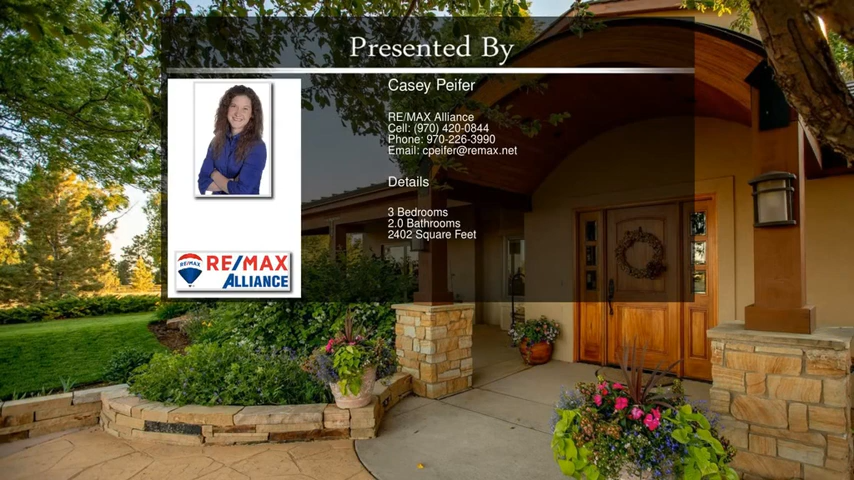 Presented By
Casey Peifer
RE/MAX Alliance
Cell: (970) 420-0844
Phone: 970-226-3990
Email: cpeifer@remax.net
Details
3 Bedrooms
2.0 Bathrooms
2402 Square Feet
RE/MAX
RE/MAX
ALLIANCE